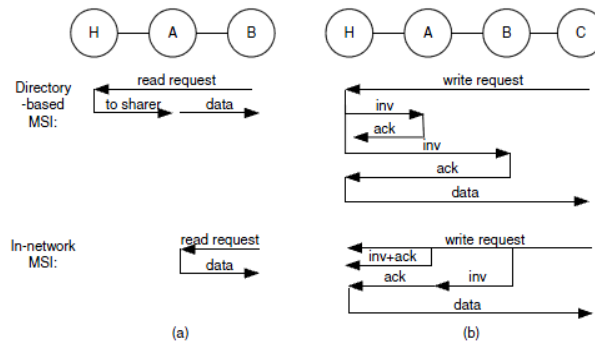 H A B H A B C
Directory
-based
MSI:
read request
to sharer data
write request
inv
ack
inv
ack
data
In-network
MSI:
read request
data
write request
inv+ack
ack inv
data
(a) (b)